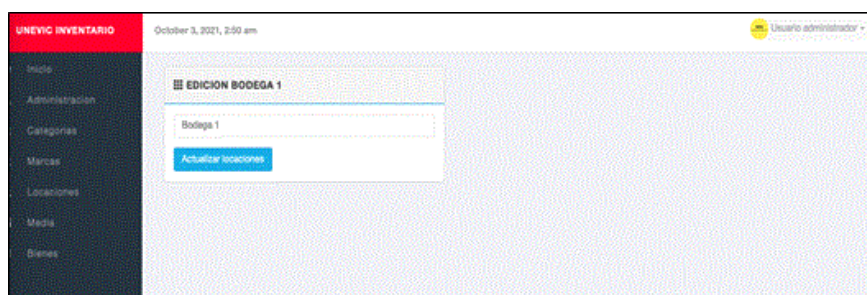 UNEVIC INVENTARIO
October 3, 2021, 2:50 am
Usuario administrador
Inicio
Administracion
Categorias
Marcas
Locaciones
Media
Bienes
EDICION BODEGA 1
Bodega 1
Actualizar locaciones